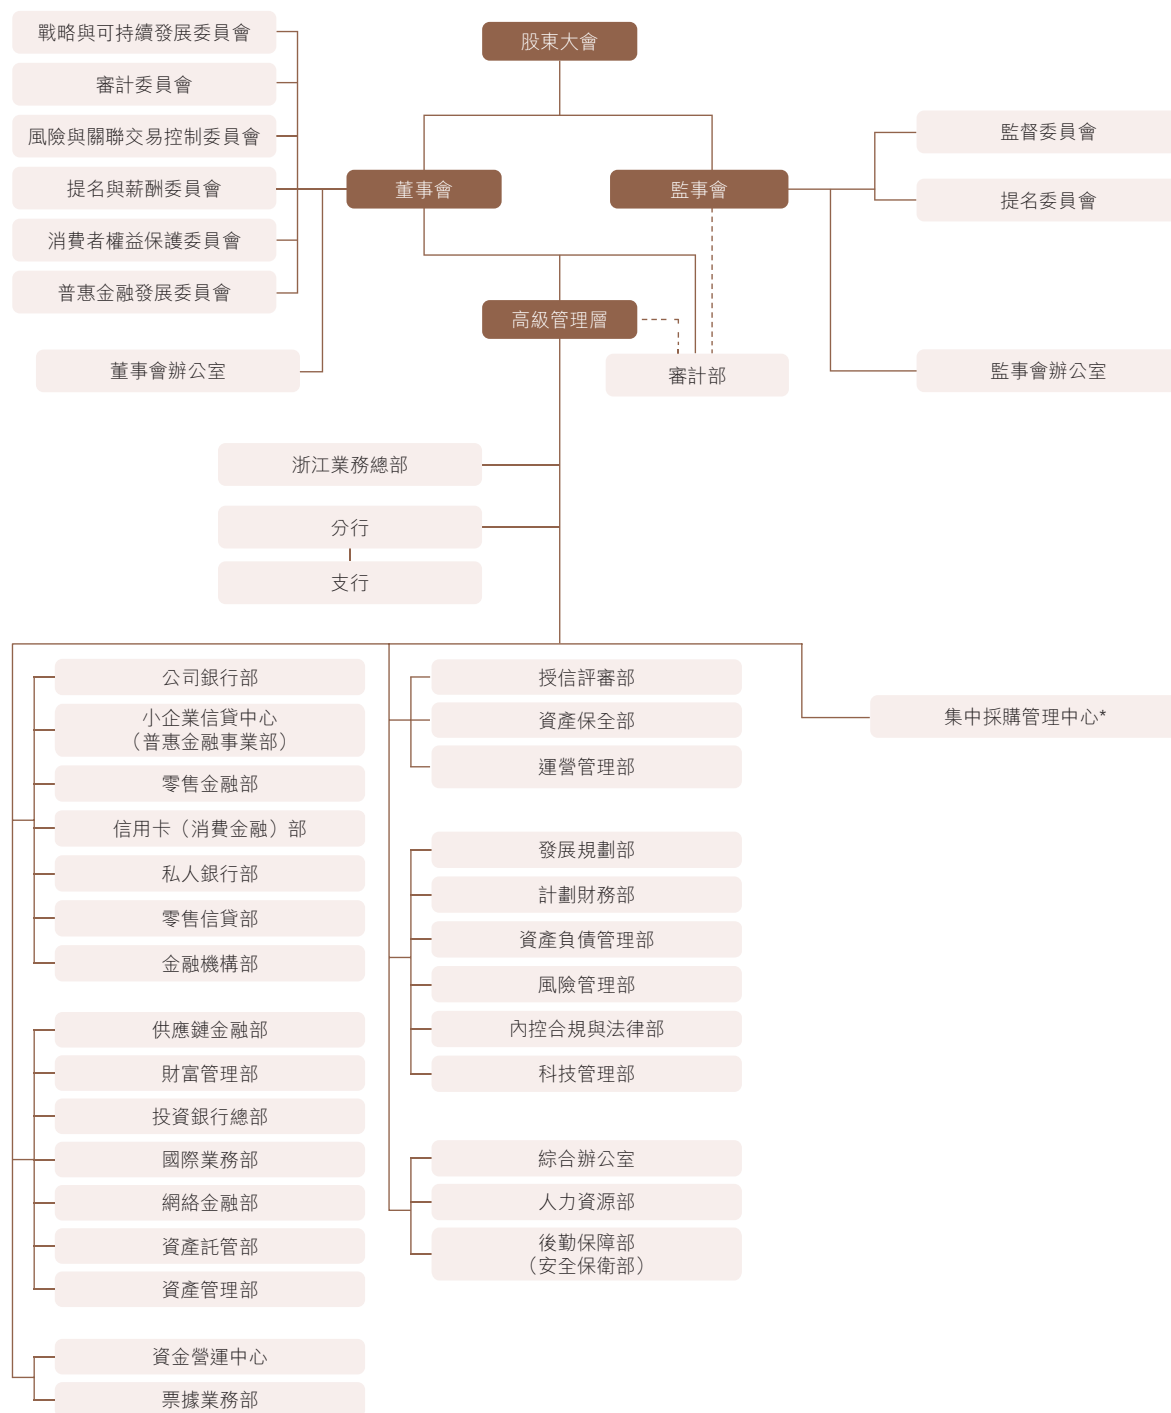 股東大會
董事會
監事會
戰略與可持續發展委員會
審計委員會
風險與關聯交易控制委員會
提名與薪酬委員會
消費者權益保護委員會
普惠金融發展委員會
董事會辦公室
監督委員會
提名委員會
監事會辦公室
高級管理層
審計部
浙江業務總部
分行
支行
公司銀行部
小企業信貸中心
（普惠金融事業部）
零售金融部
信用卡（消費金融）部
私人銀行部
零售信貸部
金融機構部
供應鏈金融部
財富管理部
投資銀行總部
國際業務部
網絡金融部
資產託管部
資產管理部
資金營運中心
票據業務部
授信評審部
資產保全部
運營管理部
發展規劃部
計劃財務部
資產負債管理部
風險管理部
內控合規與法律部
科技管理部
綜合辦公室
人力資源部
後勤保障部
（安全保衛部）
集中採購管理中心*